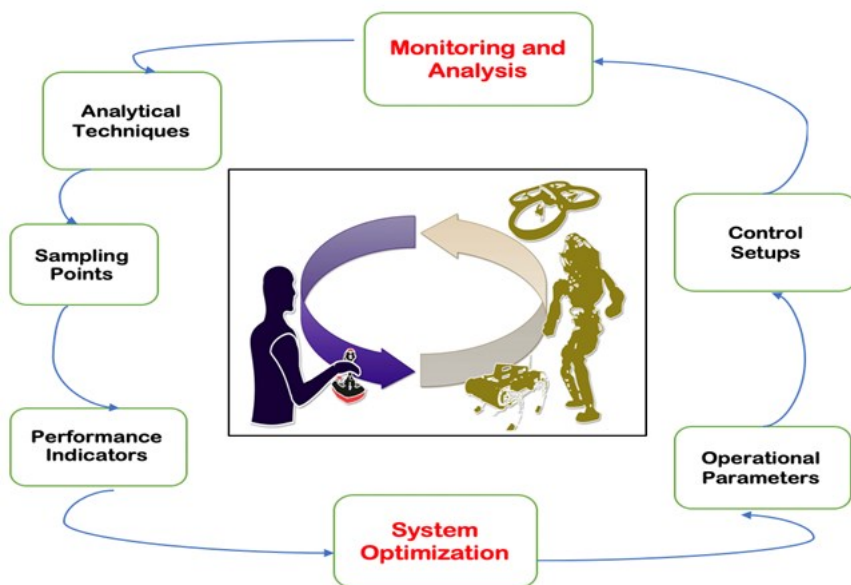 Monitoring and
Analysis
Analytical
Techniques
Sampling
Points
Performance
Indicators
System
Optimization
Operational
Parameters
Control
Setups